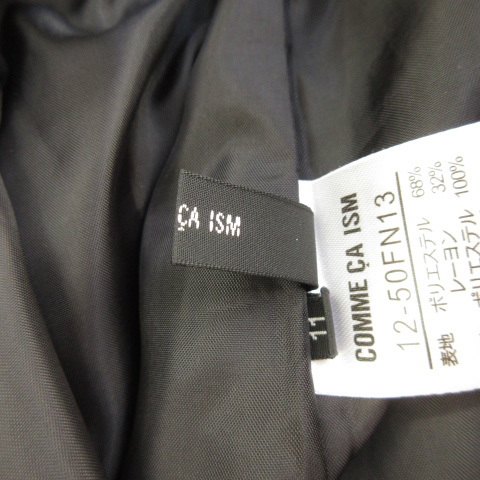 ÇA ISM
11
COMME ÇA ISM
12-50FN13
表地 ポリエステル 68%
レーヨン 32%
ポリエステル 100%